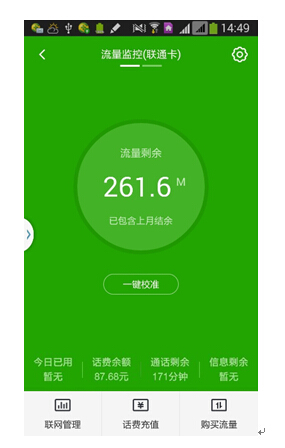 14:49
流量监控(联通卡)
流量剩余
261.6 M
已包含上月结余
一键校准
今日已用 话费余额 通话剩余 信息剩余
暂无 87.68元 171分钟 暂无
联网管理 话费充值 购买流量